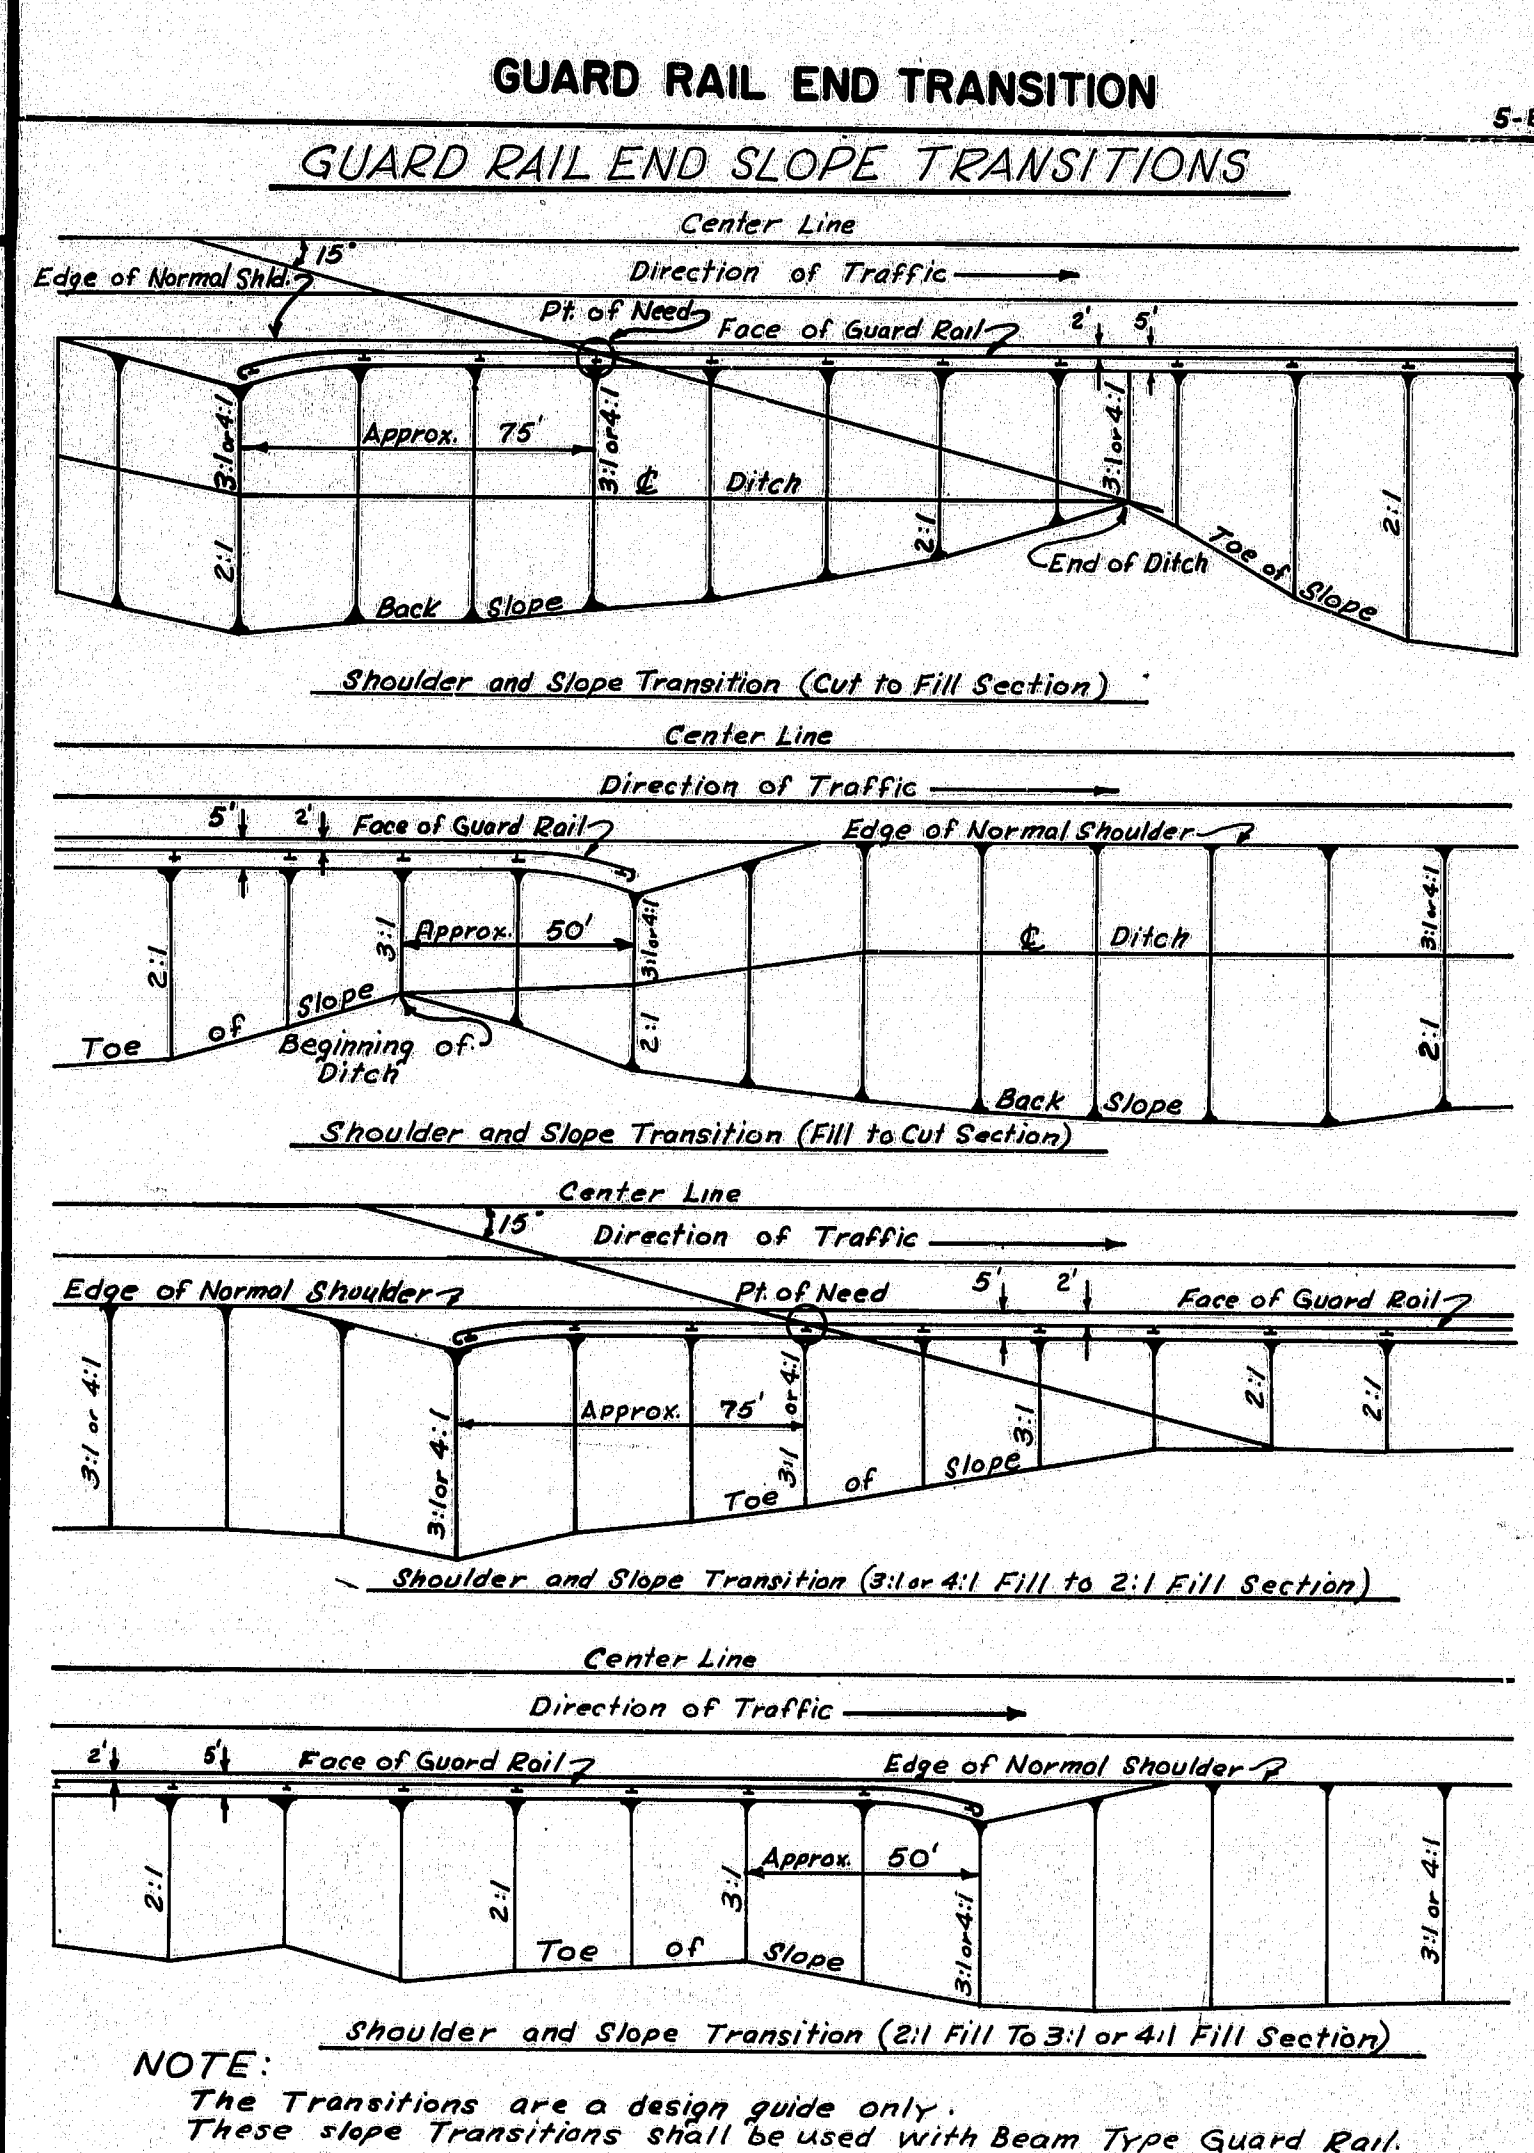 GUARD RAIL END TRANSITION
5-
GUARD RAIL END SLOPE TRANSITIONS
Center Line
15°
Direction of Traffic
Edge of Normal Shld.
Pt. of Need
Face of Guard Rail
2' 5'
3:1 or 4:1
Approx. 75'
3:1 or 4:1
3:1 or 4:1
℄ Ditch
2:1
2:1
2:1
End of Ditch
Toe of Slope
Back Slope
Shoulder and Slope Transition (Cut to Fill Section)
Center Line
Direction of Traffic
5' 2'
Face of Guard Rail
Edge of Normal Shoulder
2:1
3:1
Approx. 50'
3:1 or 4:1
3:1 or 4:1
℄ Ditch
Toe of Slope
2:1
2:1
Beginning of
Ditch
Back Slope
Shoulder and Slope Transition (Fill to Cut Section)
Center Line
15°
Direction of Traffic
Edge of Normal Shoulder
Pt. of Need
5' 2'
Face of Guard Rail
3:1 or 4:1
3:1 or 4:1
Approx. 75'
3:1 or 4:1
3:1
2:1
2:1
Toe of Slope
Shoulder and Slope Transition (3:1 or 4:1 Fill to 2:1 Fill Section)
Center Line
Direction of Traffic
2' 5'
Face of Guard Rail
Edge of Normal Shoulder
2:1
2:1
3:1
Approx. 50'
3:1 or 4:1
3:1 or 4:1
Toe of Slope
Shoulder and Slope Transition (2:1 Fill To 3:1 or 4:1 Fill Section)
NOTE:
The Transitions are a design guide only.
These slope Transitions shall be used with Beam Type Guard Rail.